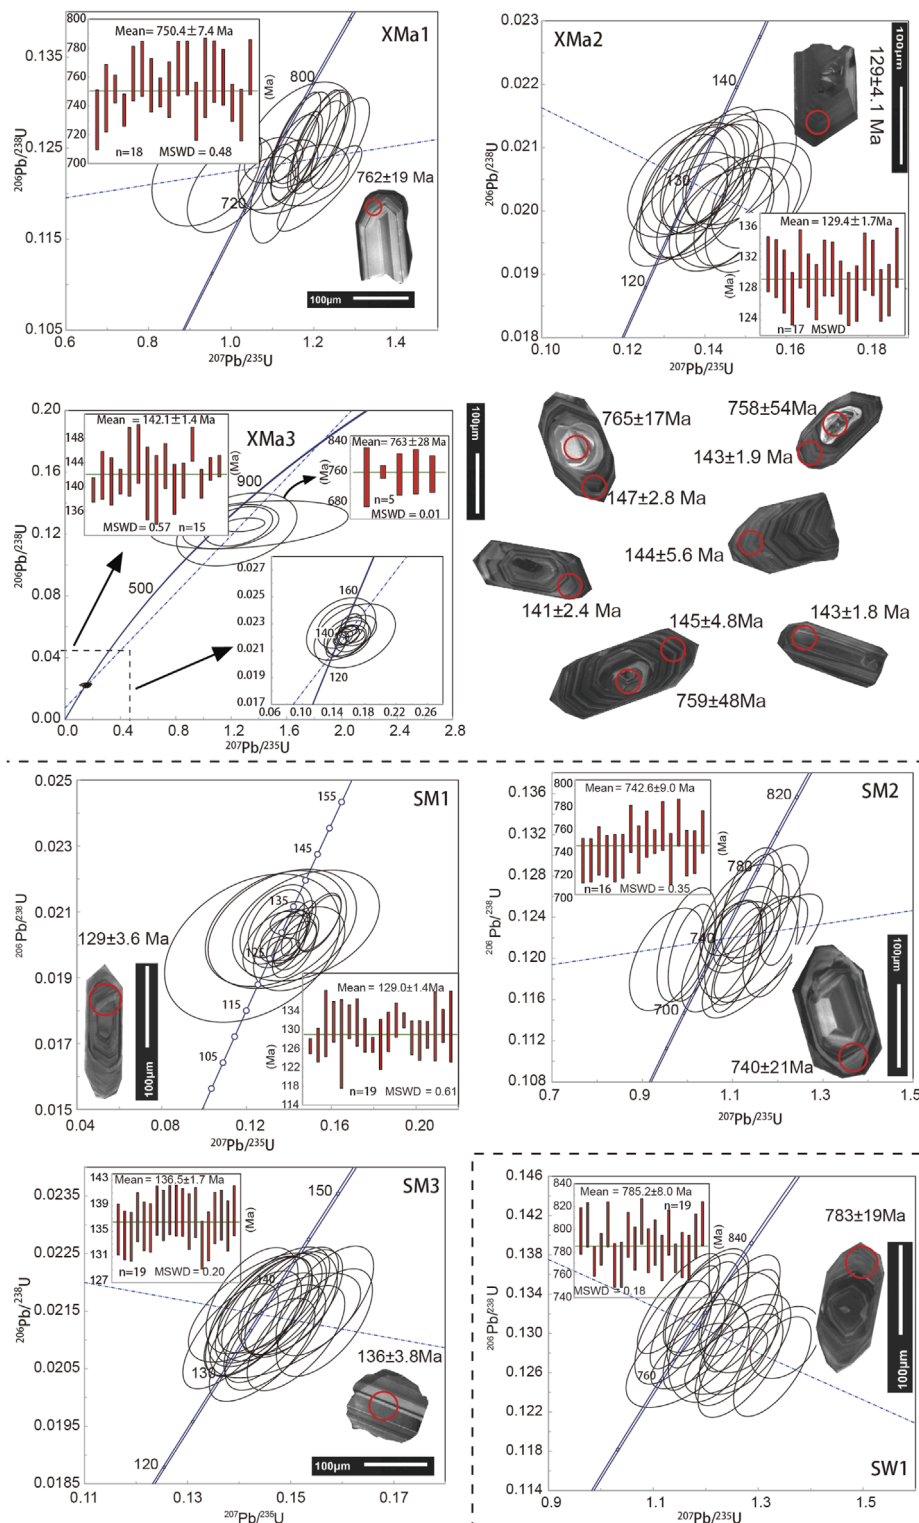 XMa1
Mean= 750.4±7.4 Ma
800
780
760
740
720
700
(Ma)
n=18 MSWD = 0.48
0.135
0.125
0.115
0.105
206Pb/238U
800
720
762±19 Ma
100μm
0.6
0.8
1.0
1.2
1.4
207Pb/235U
XMa2
0.023
0.022
0.021
0.020
0.019
0.018
206Pb/238U
140
130
120
100μm
129±4.1 Ma
Mean= 129.4±1.7Ma
136
132
128
124
(Ma)
n=17 MSWD
0.10
0.12
0.14
0.16
0.18
207Pb/235U
XMa3
Mean = 142.1±1.4 Ma
148
144
140
136
(Ma)
MSWD = 0.57 n=15
Mean=763±28 Ma
840
760
680
n=5
MSWD = 0.01
0.20
0.16
0.12
0.08
0.04
0.00
206Pb/238U
900
500
0.027
0.025
0.023
0.021
0.019
0.017
160
140
120
0.06
0.10
0.14
0.18
0.22
0.26
0.0
0.4
0.8
1.2
1.6
2.0
2.4
2.8
207Pb/235U
100μm
765±17Ma
758±54Ma
143±1.9 Ma
147±2.8 Ma
144±5.6 Ma
141±2.4 Ma
145±4.8Ma
143±1.8 Ma
759±48Ma
SM1
0.025
0.023
0.021
0.019
0.017
0.015
206Pb/238U
155
145
135
125
115
105
129±3.6 Ma
100μm
Mean = 129.0±1.4Ma
134
130
126
122
118
114
(Ma)
n=19 MSWD = 0.61
0.04
0.08
0.12
0.16
0.20
207Pb/235U
SM2
Mean = 742.6±9.0 Ma
800
780
760
740
720
700
(Ma)
n=16 MSWD = 0.35
0.136
0.132
0.128
0.124
0.120
0.116
0.112
0.108
206Pb/238U
820
780
740
700
100μm
740±21Ma
0.7
0.9
1.1
1.3
1.5
207Pb/235U
SM3
Mean = 136.5±1.7 Ma
143
139
135
131
127
(Ma)
n=19 MSWD = 0.20
0.0235
0.0225
0.0215
0.0205
0.0195
0.0185
206Pb/238U
150
140
130
120
136±3.8Ma
100μm
0.11
0.13
0.15
0.17
207Pb/235U
SW1
Mean = 785.2±8.0 Ma
n=19
840
820
800
780
760
740
(Ma)
MSWD = 0.18
0.146
0.142
0.138
0.134
0.130
0.126
0.122
0.118
0.114
206Pb/238U
840
760
783±19Ma
100μm
0.9
1.1
1.3
1.5
207Pb/235U